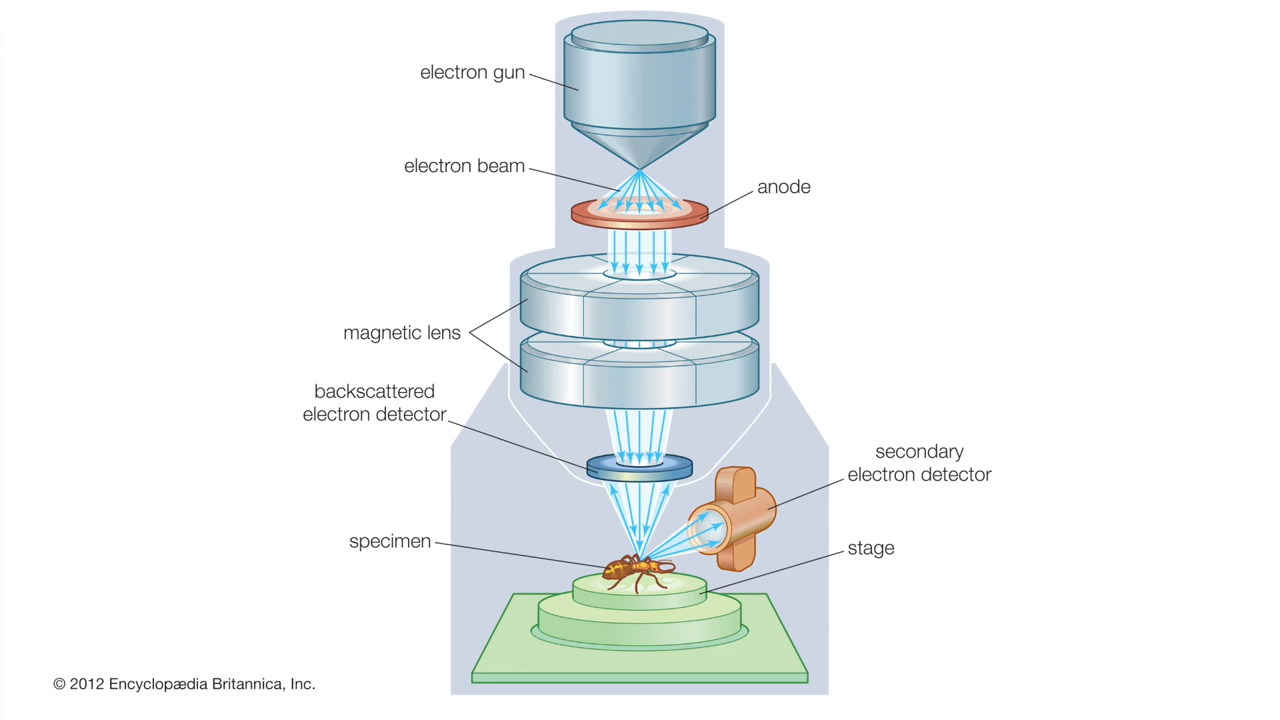 electron gun
electron beam
anode
magnetic lens
backscattered
electron detector
secondary
electron detector
specimen
stage
© 2012 Encyclopædia Britannica, Inc.